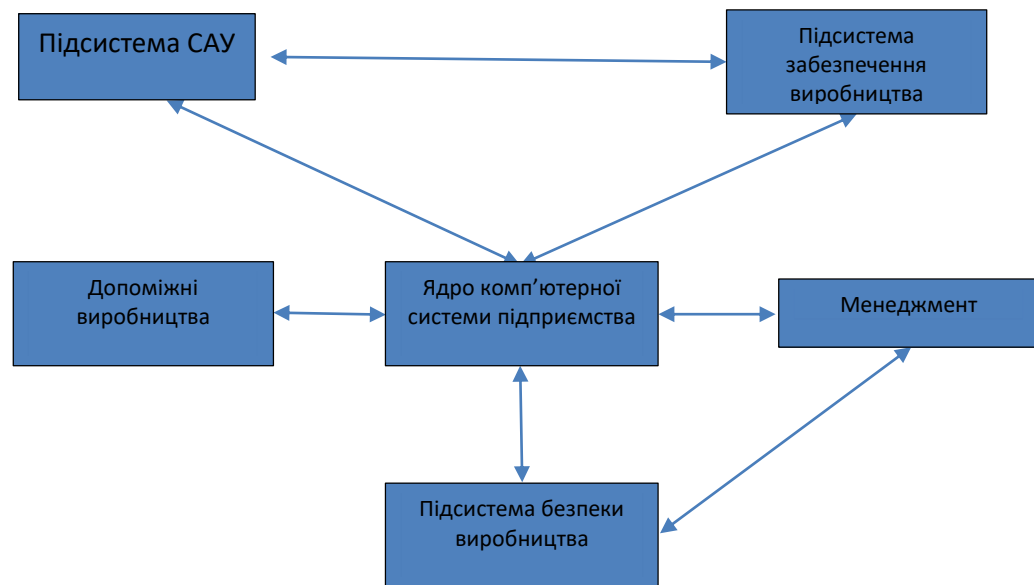 Підсистема САУ
Підсистема
забезпечення
виробництва
Допоміжні
виробництва
Ядро комп’ютерної
системи підприємства
Менеджмент
Підсистема безпеки
виробництва